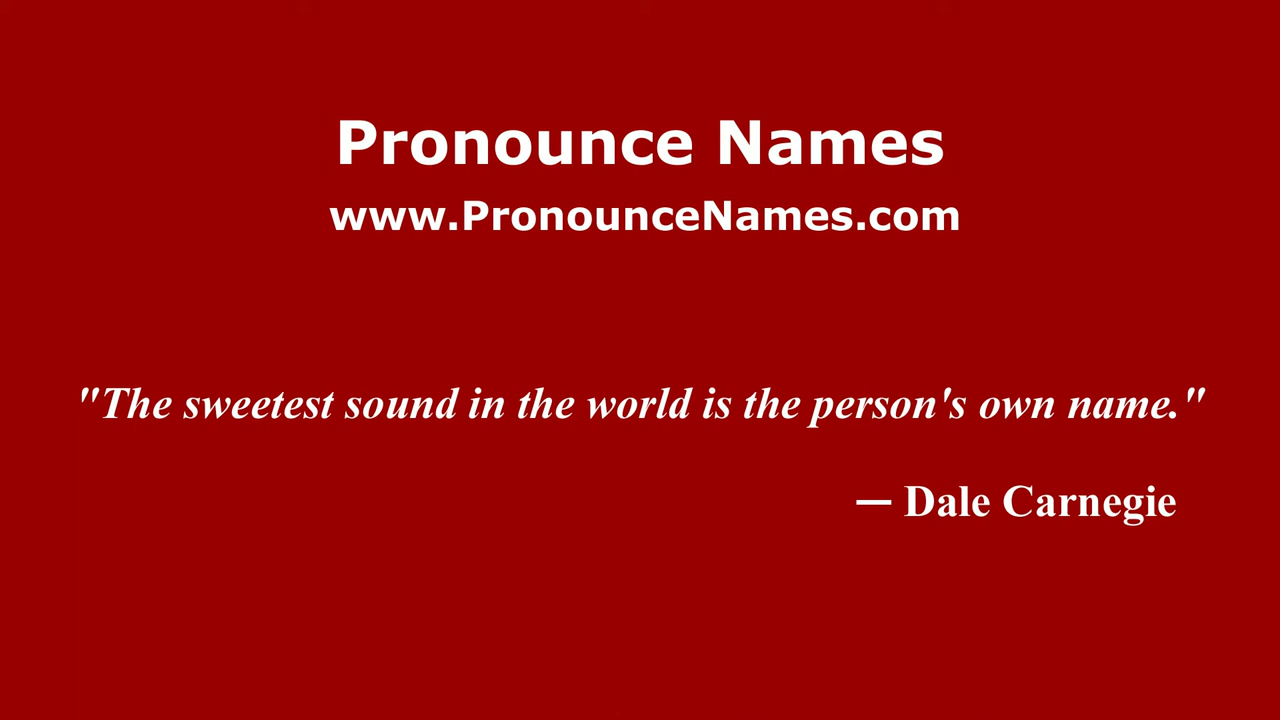 Pronounce Names
www.PronounceNames.com
"The sweetest sound in the world is the person's own name."
— Dale Carnegie